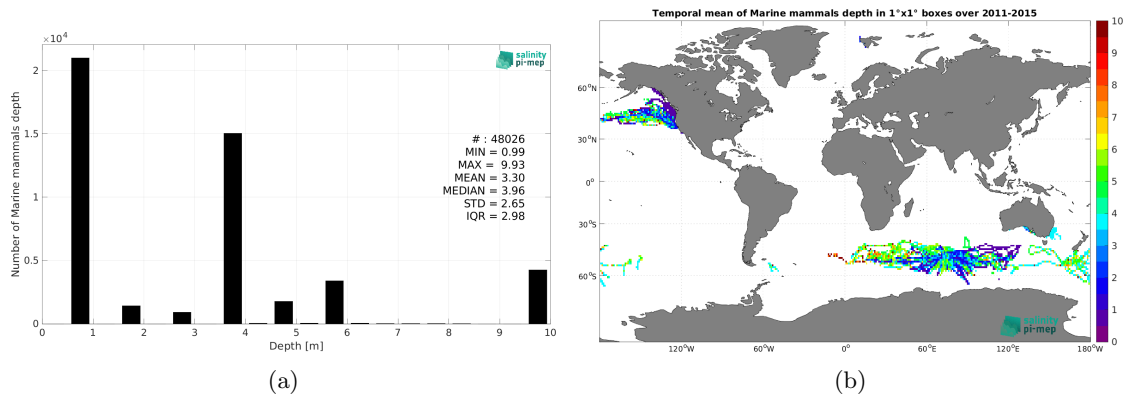 ×10⁴
2
1.5
1
0.5
0
Number of Marine mammals depth
salinity
pi-mep
# : 48026
MIN = 0.99
MAX = 9.93
MEAN = 3.30
MEDIAN = 3.96
STD = 2.65
IQR = 2.98
0 1 2 3 4 5 6 7 8 9 10
Depth [m]
(a)
Temporal mean of Marine mammals depth in 1°x1° boxes over 2011-2015
60°N
30°N
0°
30°S
60°S
120°W 60°W 0° 60°E 120°E 180°W
salinity
pi-mep
10
9
8
7
6
5
4
3
2
1
0
(b)